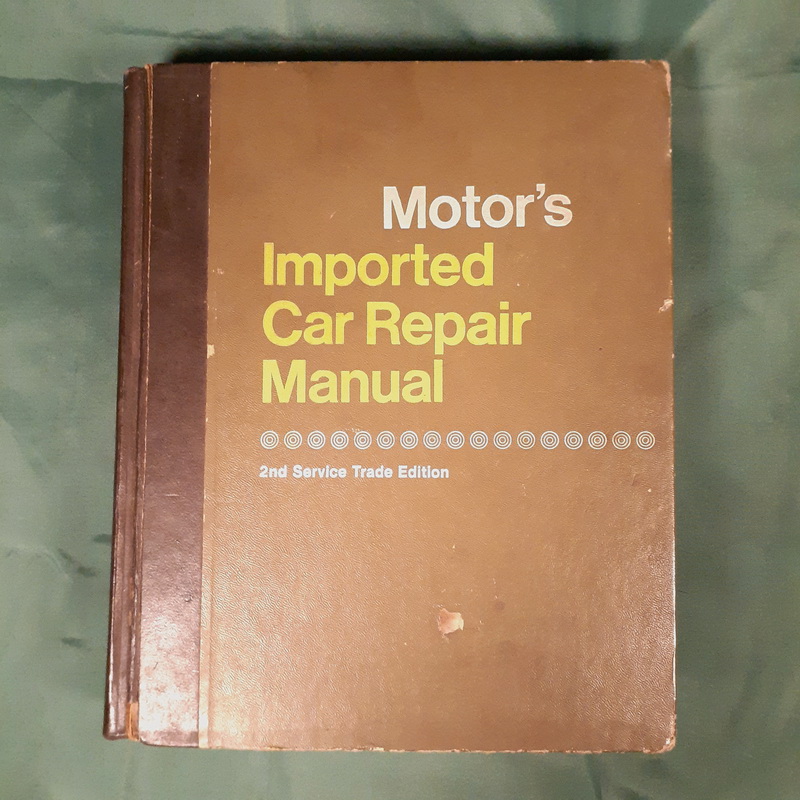 Motor's
Imported
Car Repair
Manual
2nd Service Trade Edition